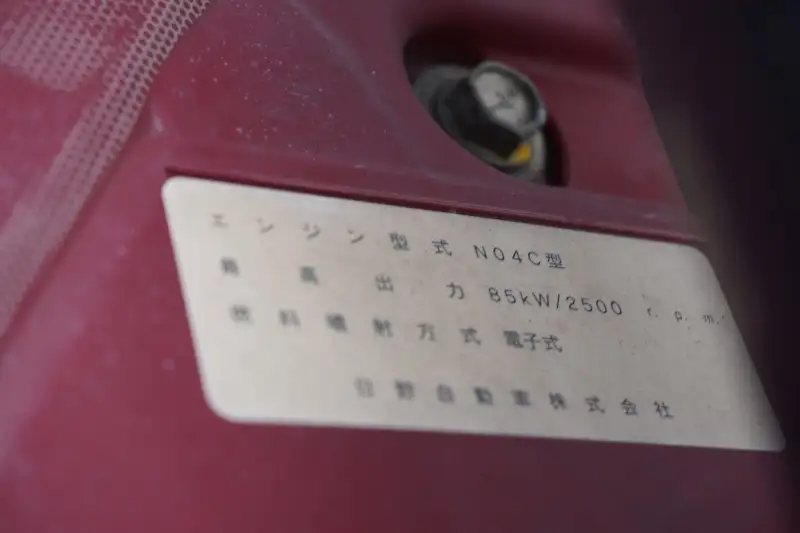 エンジン型式 N04C型
最高出力 85kW/2500 r.p.m.
燃料噴射方式 電子式
日野自動車株式会社